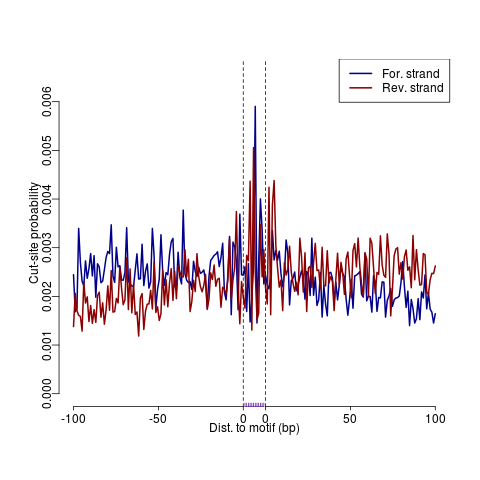 For. strand
Rev. strand
Cut-site probability
0.006
0.005
0.004
0.003
0.002
0.001
0.000
-100 -50 0 0 50 100
Dist. to motif (bp)